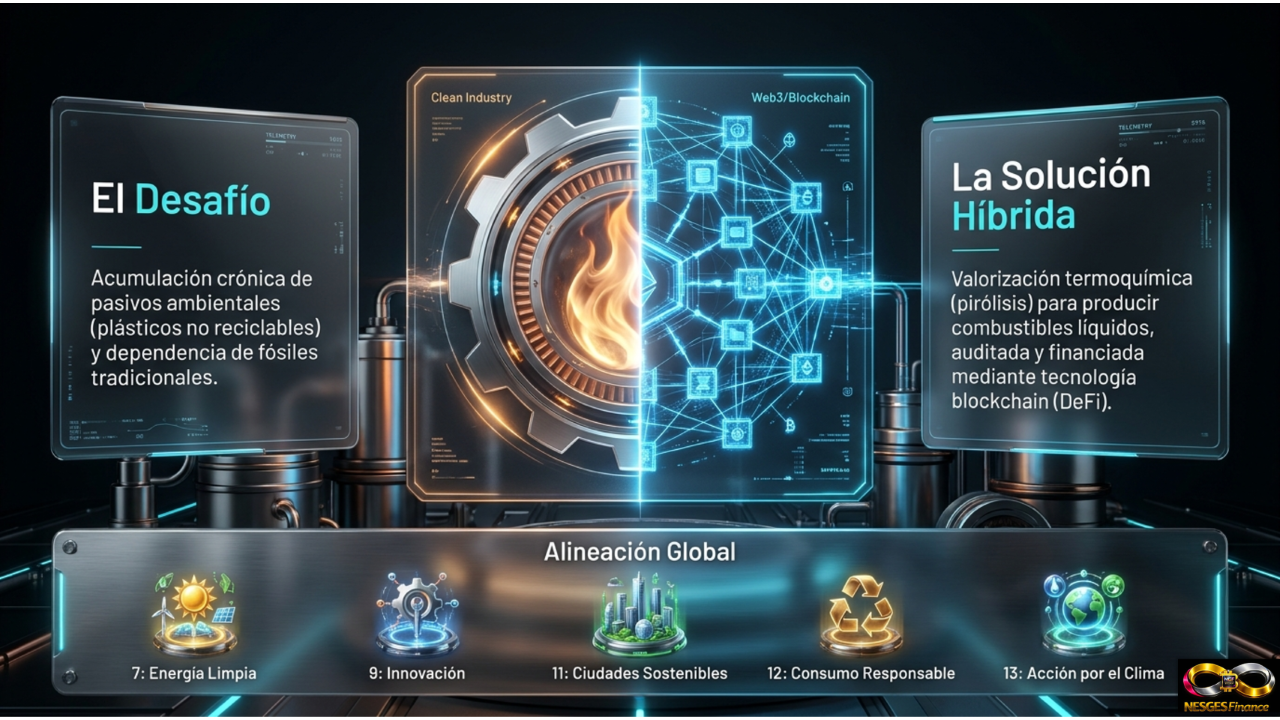 El Desafío
Acumulación crónica de
pasivos ambientales
(plásticos no reciclables)
y dependencia de fósiles
tradicionales.
Clean Industry
Web3/Blockchain
TELEMETRY
La Solución
Híbrida
Valorización termoquímica
(pirólisis) para producir
combustibles líquidos,
auditada y financiada
mediante tecnología
blockchain (DeFi).
Alineación Global
7: Energía Limpia
9: Innovación
11: Ciudades Sostenibles
12: Consumo Responsable
13: Acción por el Clima
NESGES Finance